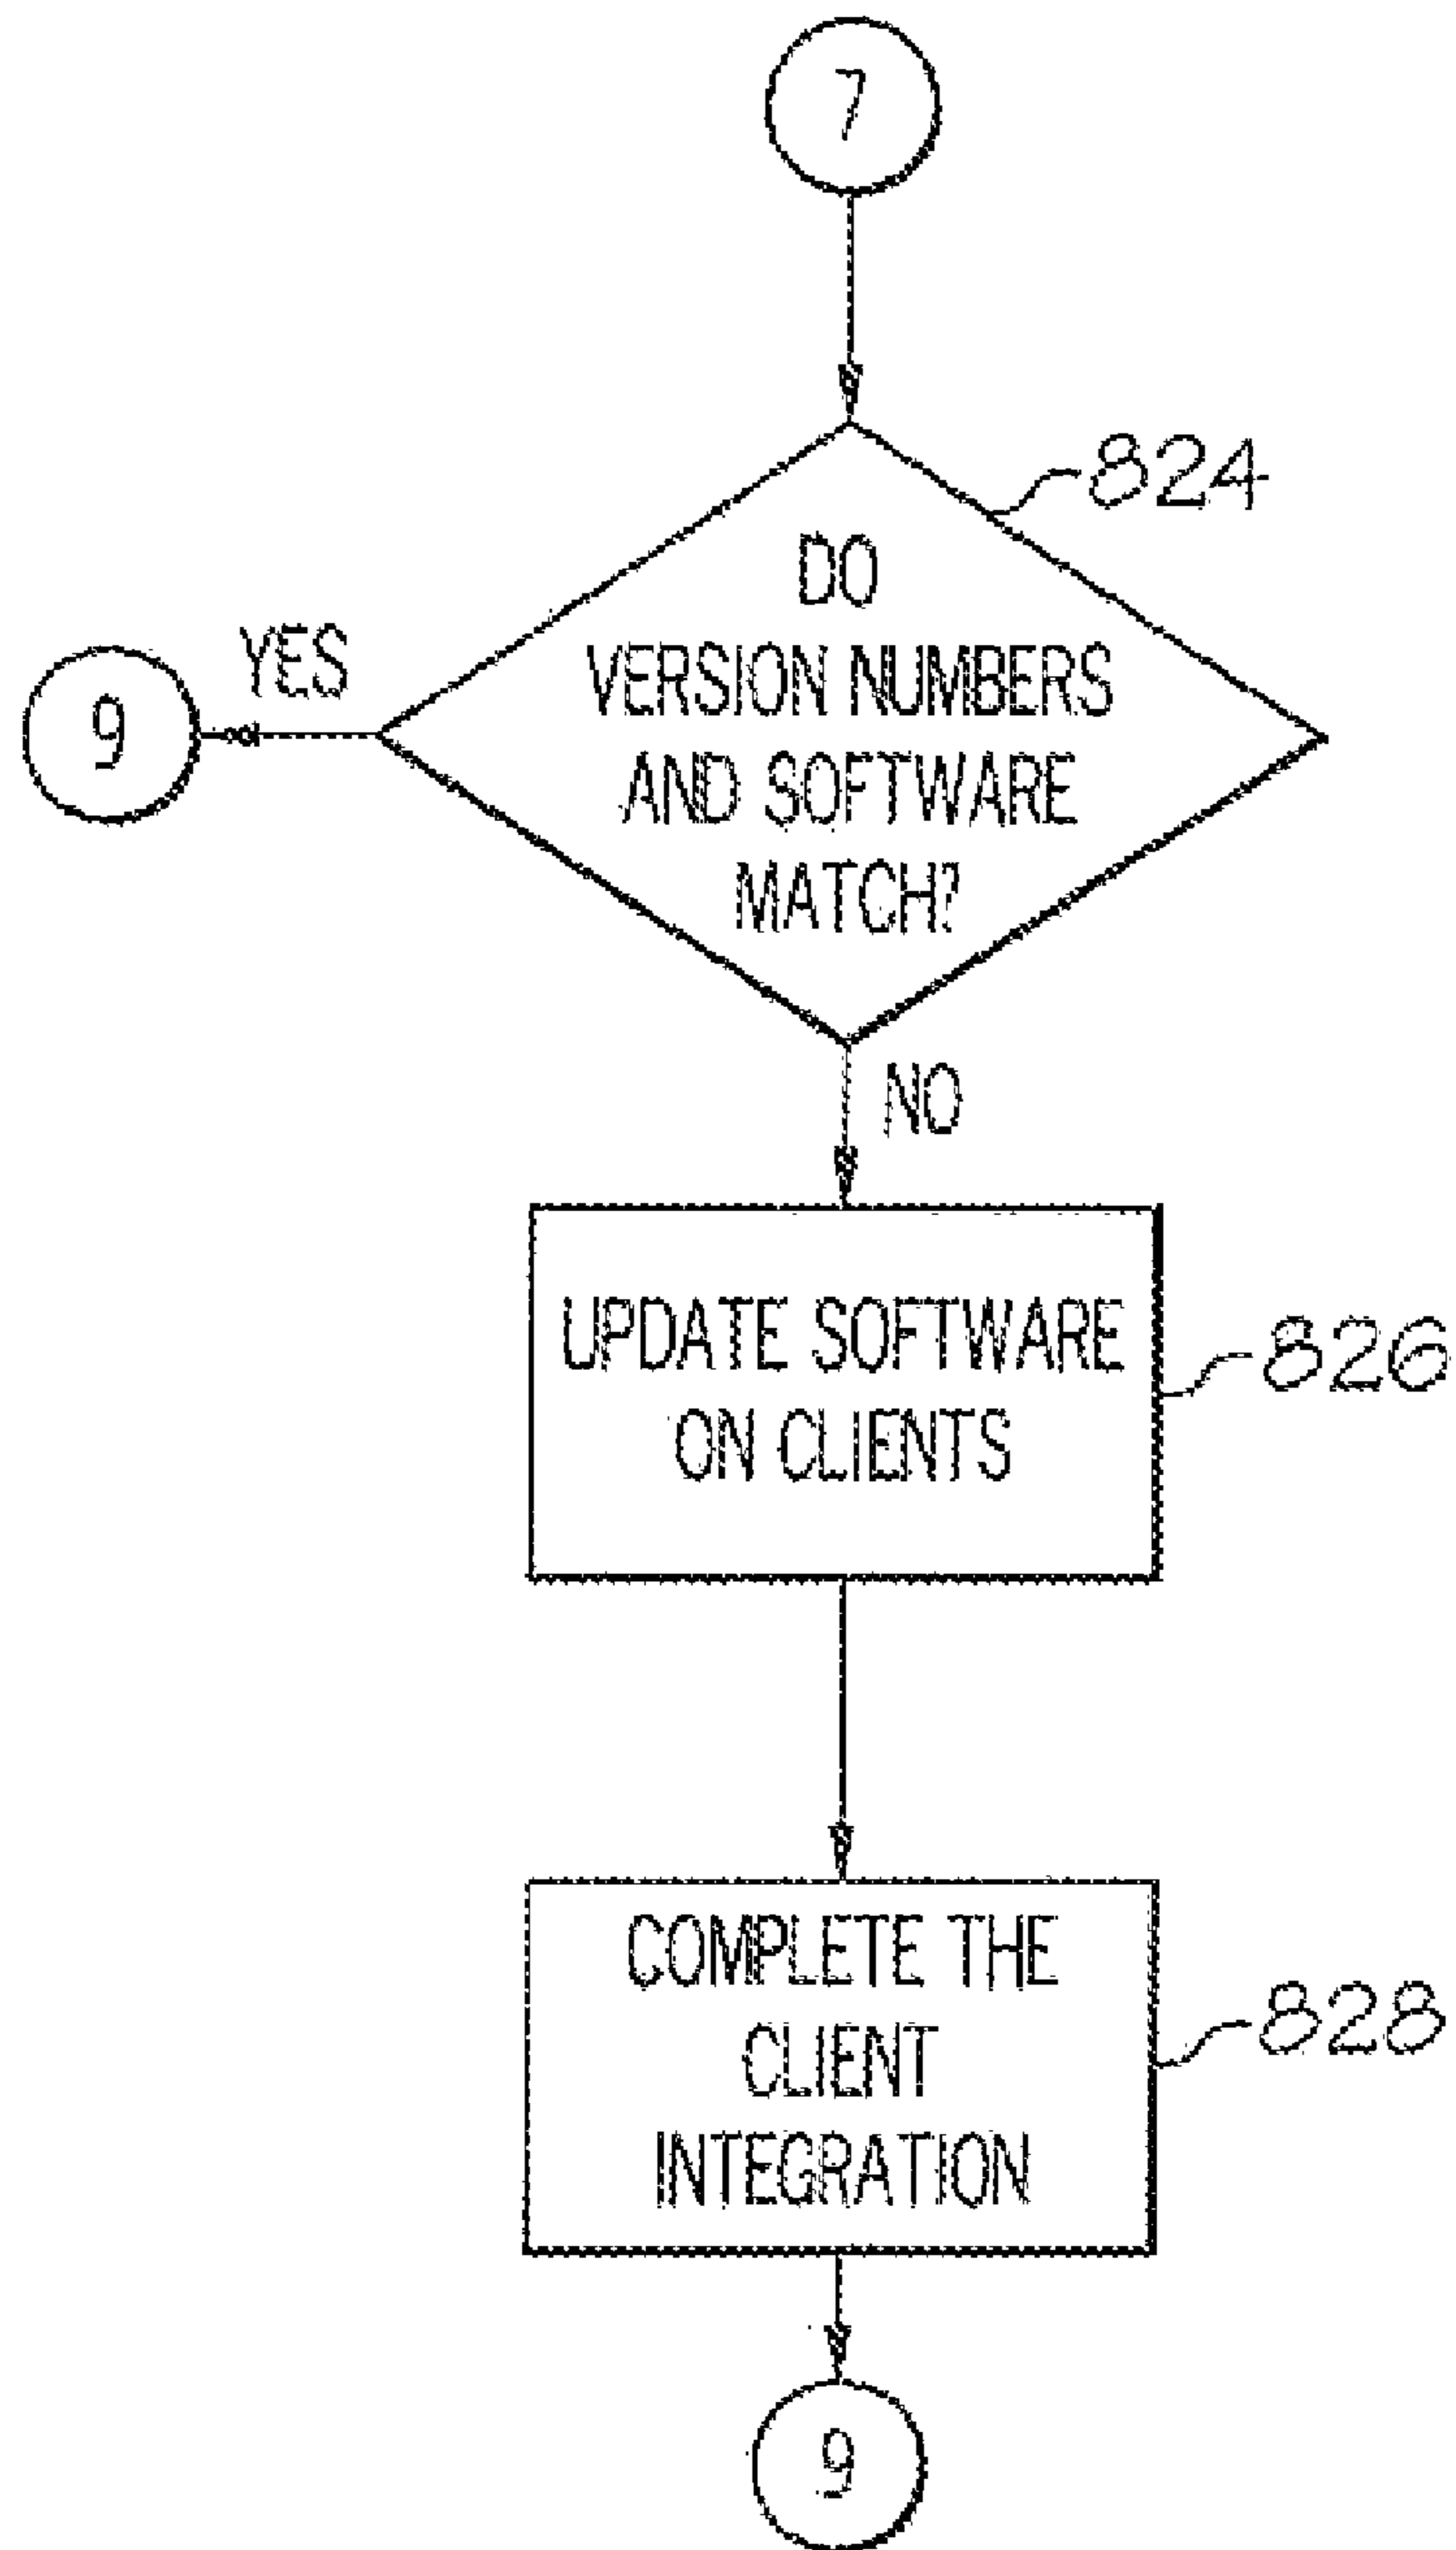 7
824
DO
VERSION NUMBERS
AND SOFTWARE
MATCH?
YES
9
NO
UPDATE SOFTWARE
ON CLIENTS
826
COMPLETE THE
CLIENT
INTEGRATION
828
9